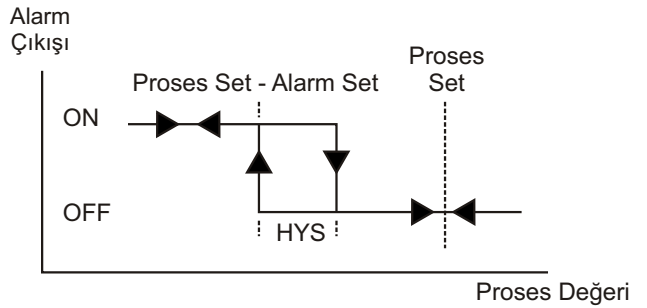 Alarm
Çıkışı
Proses
Set
Proses Set - Alarm Set
ON
OFF
HYS
Proses Değeri